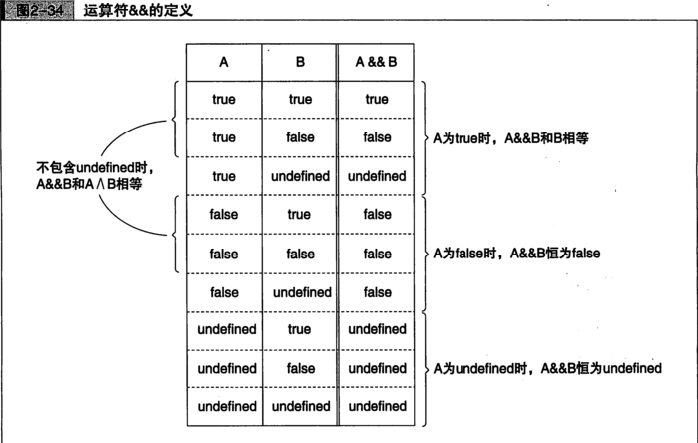 图2-34 运算符&&的定义
A B A && B
true true true
true false false
true undefined undefined
false true false
false false false
false undefined false
undefined true undefined
undefined false undefined
undefined undefined undefined
不包含undefined时，
A&&B和A∧B相等
A为true时，A&&B和B相等
A为false时，A&&B恒为false
A为undefined时，A&&B恒为undefined